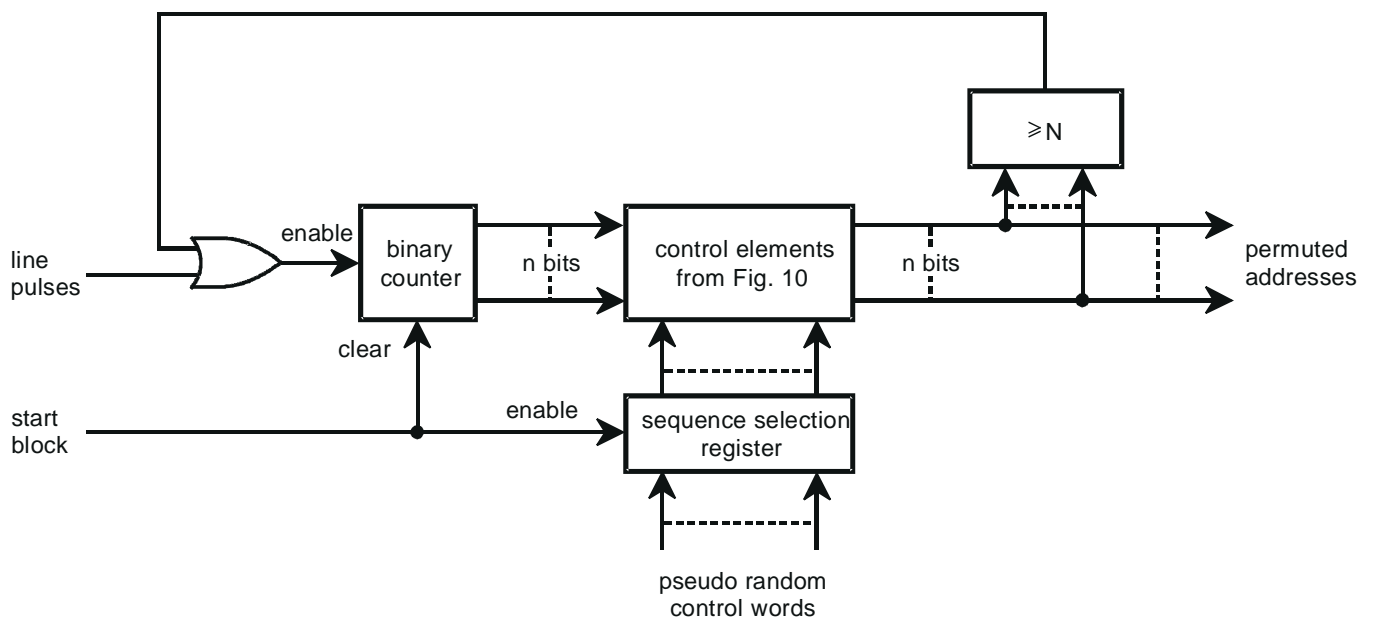 ≥N
enable
line
pulses
binary
counter
n bits
control elements
from Fig. 10
n bits
permuted
addresses
clear
start
block
enable
sequence selection
register
pseudo random
control words